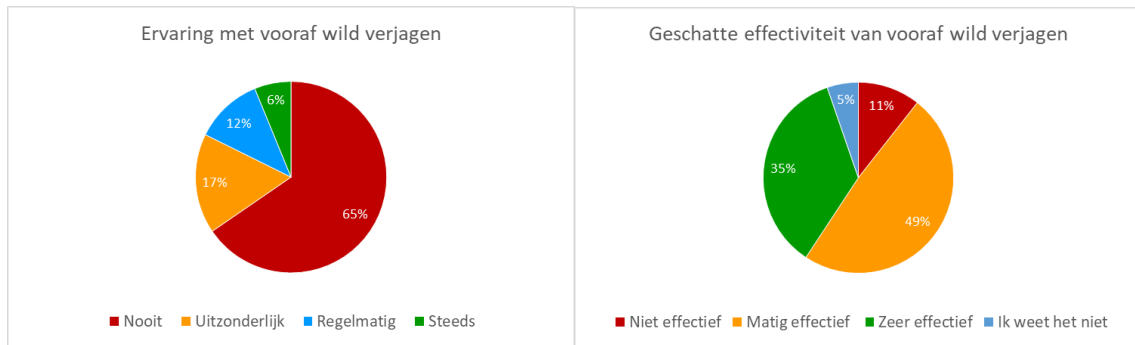 Ervaring met vooraf wild verjagen
6%
12%
17%
65%
Nooit Uitzonderlijk Regelmatig Steeds
Geschatte effectiviteit van vooraf wild verjagen
5%
11%
35%
49%
Niet effectief Matig effectief Zeer effectief Ik weet het niet